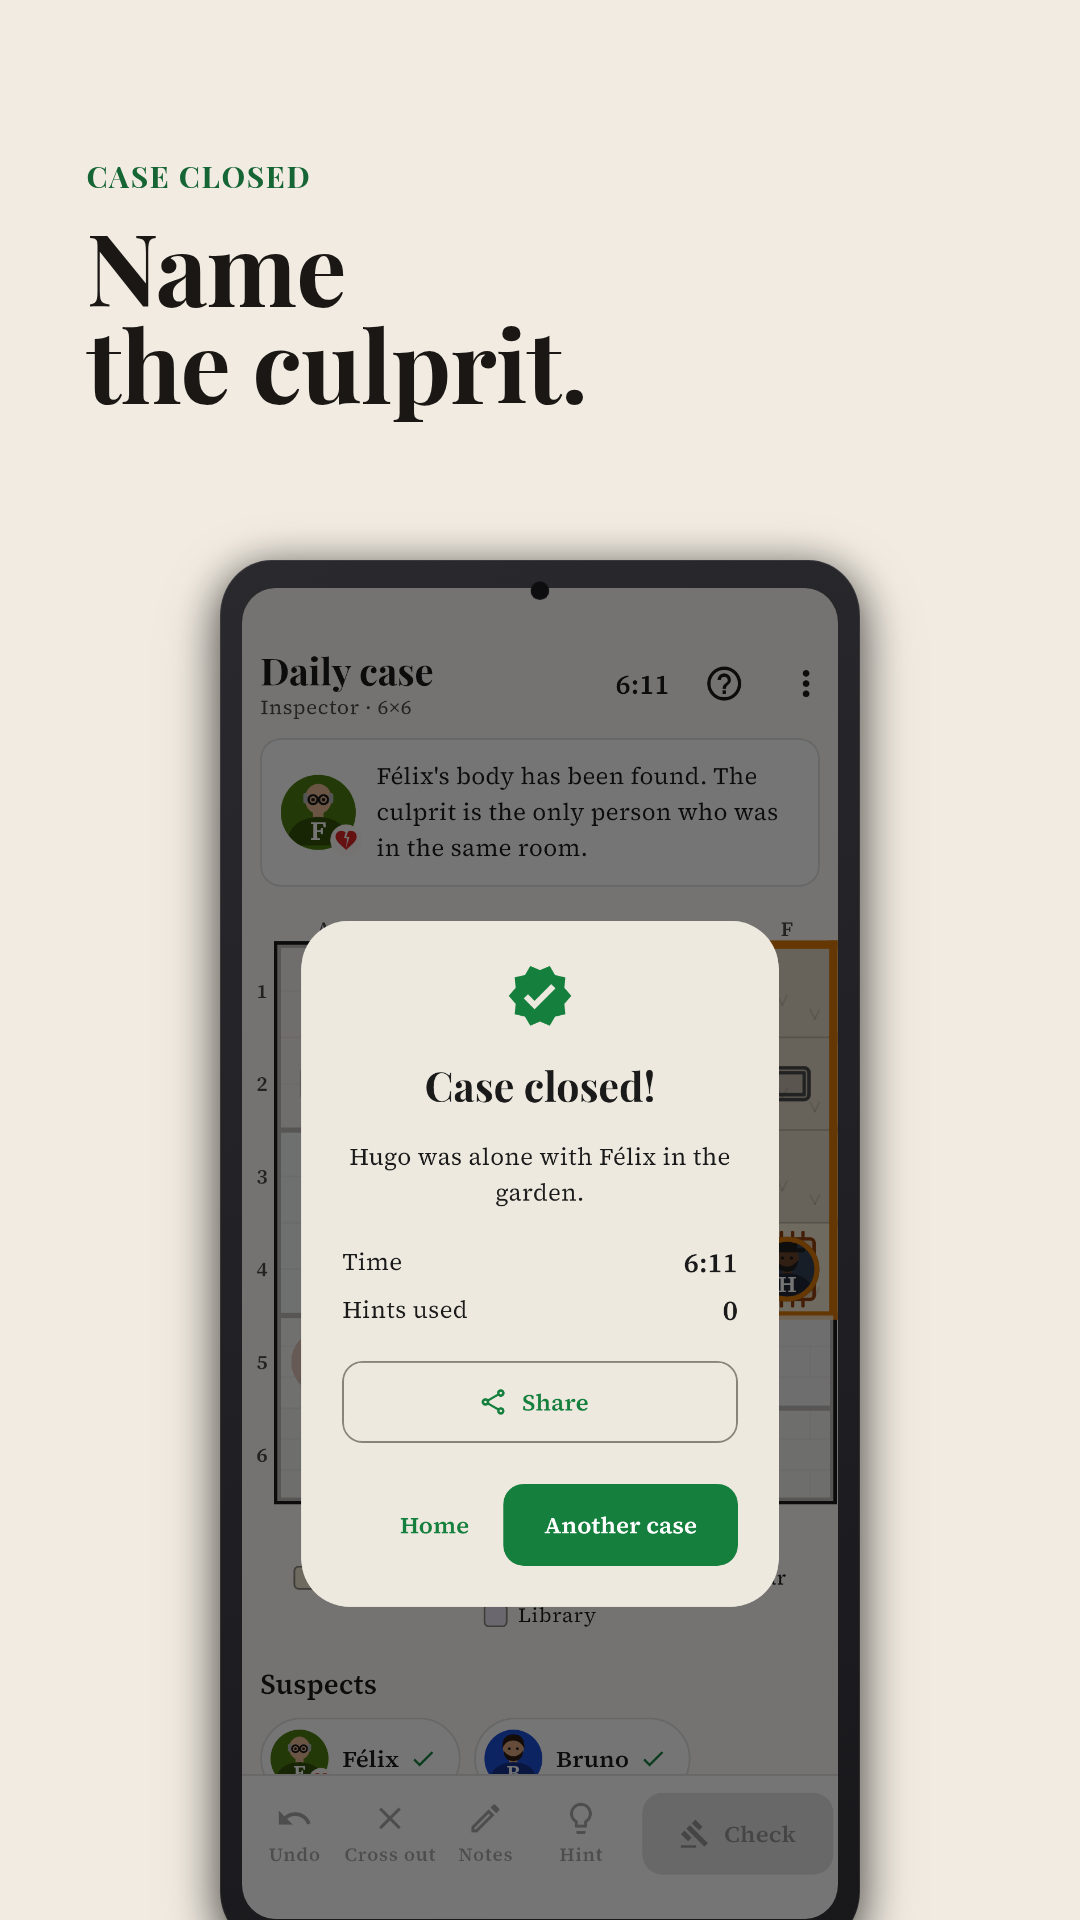 CASE CLOSED
Name
the culprit.
Daily case
6:11
Inspector · 6×6
Félix's body has been found. The
culprit is the only person who was
in the same room.
F
F
1
2
3
4
5
6
H
Case closed!
Hugo was alone with Félix in the
garden.
Time 6:11
Hints used 0
Share
Home
Another case
Library
Suspects
Félix
Bruno
Undo
Cross out
Notes
Hint
Check